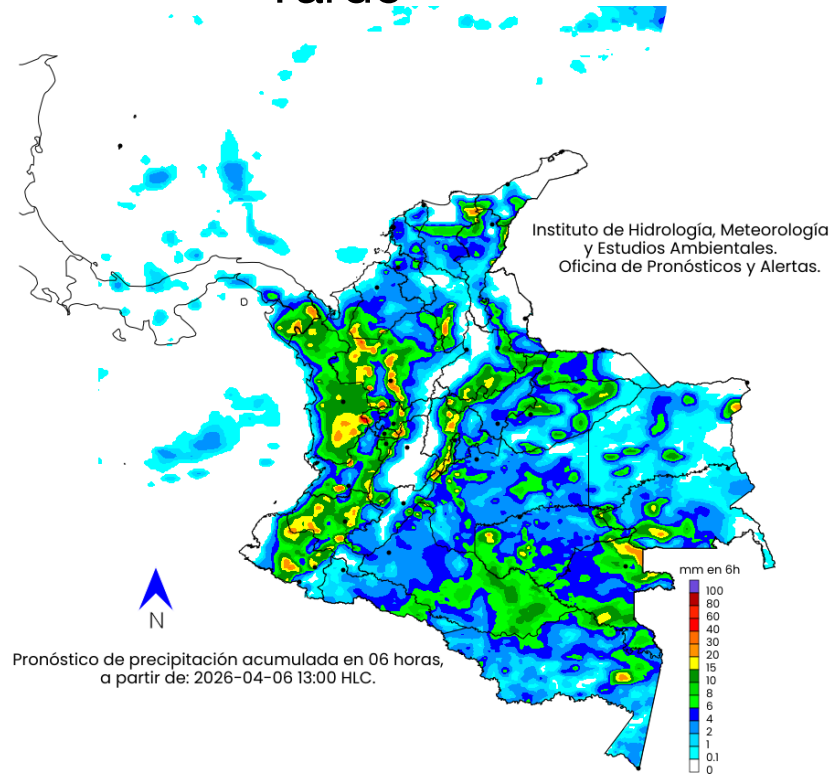 Tarde
Instituto de Hidrología, Meteorología
y Estudios Ambientales.
Oficina de Pronósticos y Alertas.
N
mm en 6h
100
80
60
40
30
20
15
10
8
6
4
2
1
0.1
0
Pronóstico de precipitación acumulada en 06 horas,
a partir de: 2026-04-06 13:00 HLC.